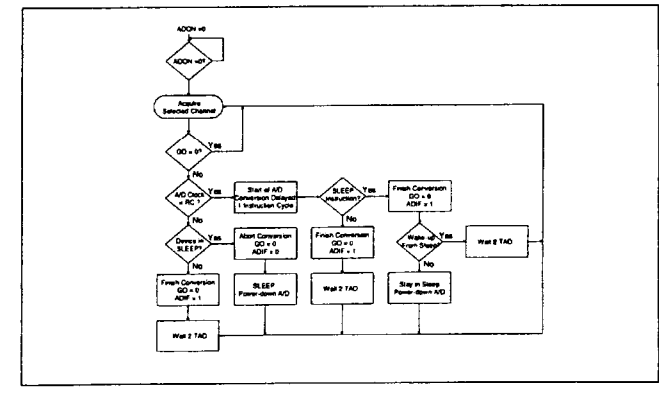 ADON =0
ADON =0?
Acquire
Selected Channel
GO = 0?
Yes
No
A/D Clock
= RC ?
Yes
Start of A/D
Conversion Delayed
1 Instruction Cycle
SLEEP
Instruction?
Yes
Finish Conversion
GO = 0
ADIF = 1
No
No
Device in
SLEEP?
Yes
Abort Conversion
GO = 0
ADIF = 0
Finish Conversion
GO = 0
ADIF = 1
Wake-up
From Sleep?
Yes
Wait 2 TAD
No
No
Finish Conversion
GO = 0
ADIF = 1
SLEEP
Power-down A/D
Wait 2 TAD
Stay in Sleep
Power-down A/D
Wait 2 TAD